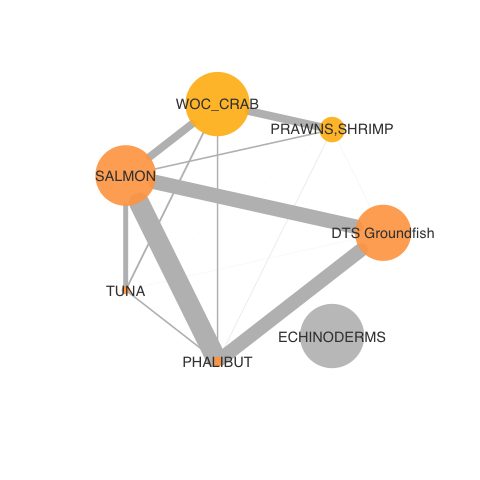 WOC_CRAB
PRAWNS,SHRIMP
SALMON
DTS Groundfish
TUNA
ECHINODERMS
PHALIBUT